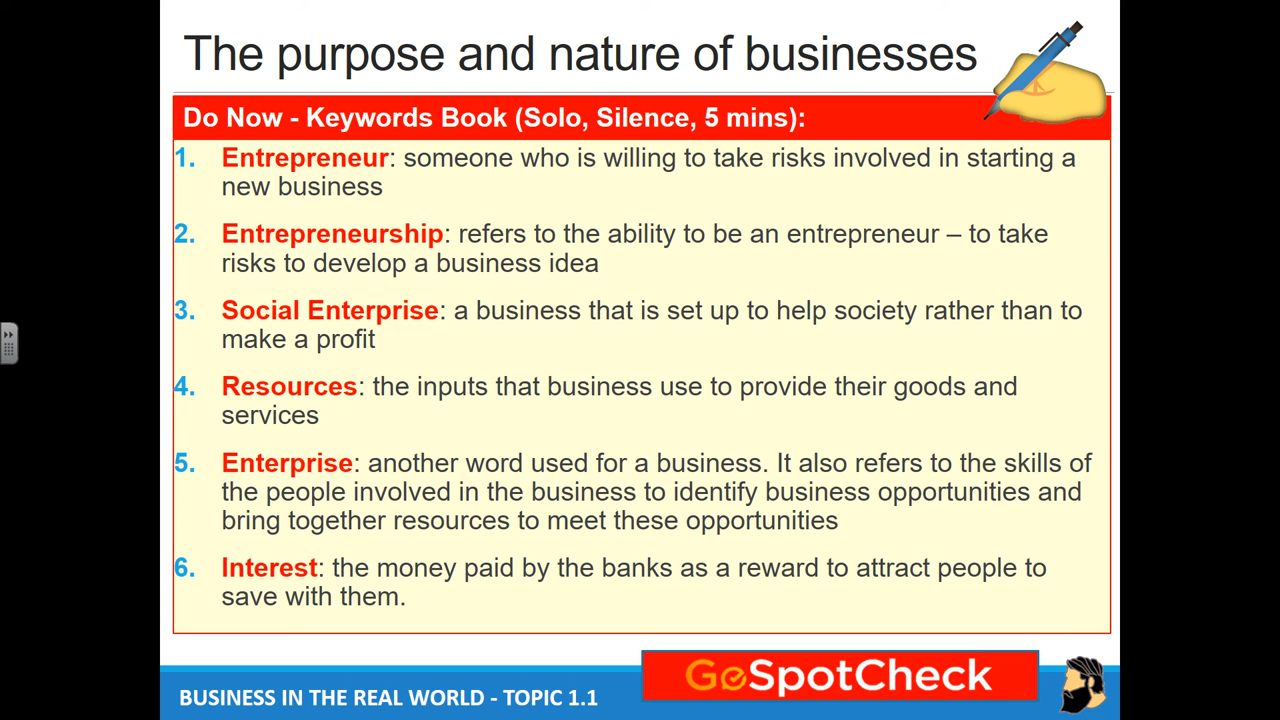 The purpose and nature of businesses
Do Now - Keywords Book (Solo, Silence, 5 mins):
1. Entrepreneur: someone who is willing to take risks involved in starting a
new business
2. Entrepreneurship: refers to the ability to be an entrepreneur – to take
risks to develop a business idea
3. Social Enterprise: a business that is set up to help society rather than to
make a profit
4. Resources: the inputs that business use to provide their goods and
services
5. Enterprise: another word used for a business. It also refers to the skills of
the people involved in the business to identify business opportunities and
bring together resources to meet these opportunities
6. Interest: the money paid by the banks as a reward to attract people to
save with them.
GoSpotCheck
BUSINESS IN THE REAL WORLD - TOPIC 1.1